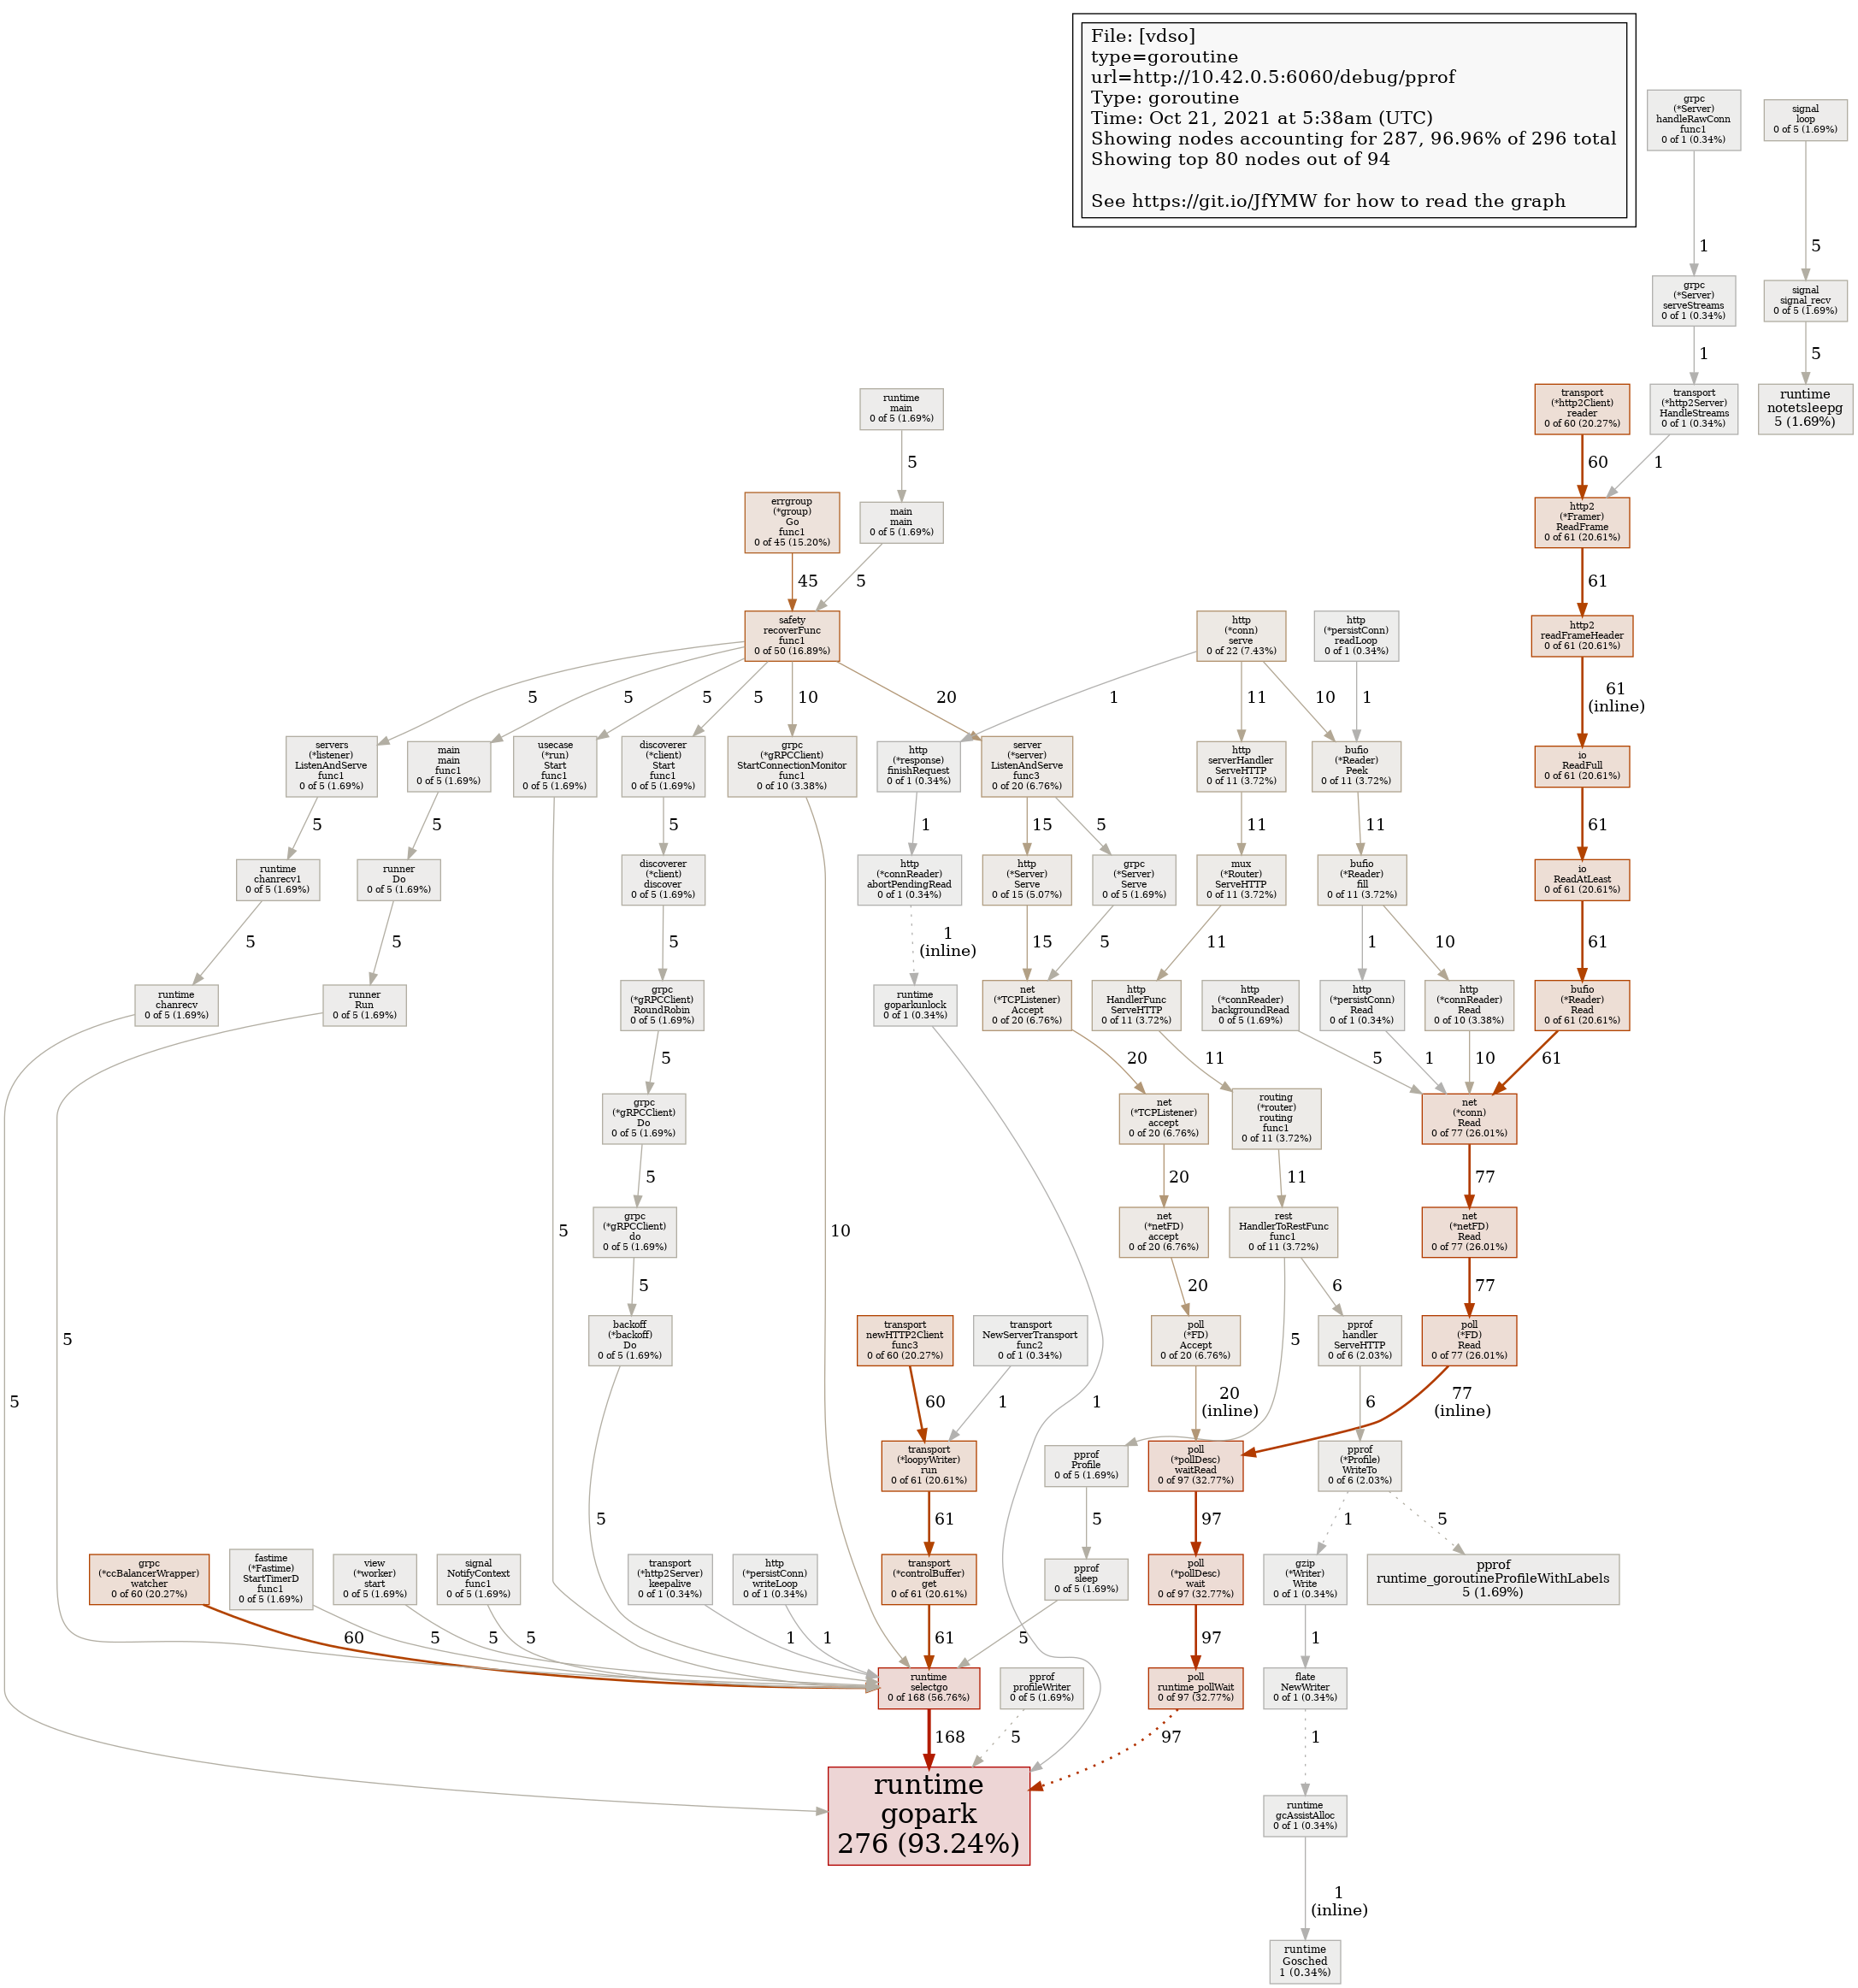 File: [vdso]
type=goroutine
url=http://10.42.0.5:6060/debug/pprof
Type: goroutine
Time: Oct 21, 2021 at 5:38am (UTC)
Showing nodes accounting for 287, 96.96% of 296 total
Showing top 80 nodes out of 94
See https://git.io/JfYMW for how to read the graph
grpc
(*Server)
handleRawConn
func1
0 of 1 (0.34%)
signal
loop
0 of 5 (1.69%)
1
5
grpc
(*Server)
serveStreams
0 of 1 (0.34%)
signal
signal_recv
0 of 5 (1.69%)
1
5
runtime
main
0 of 5 (1.69%)
transport
(*http2Client)
reader
0 of 60 (20.27%)
transport
(*http2Server)
HandleStreams
0 of 1 (0.34%)
runtime
notetsleepg
5 (1.69%)
5
60
1
errgroup
(*group)
Go
func1
0 of 45 (15.20%)
main
main
0 of 5 (1.69%)
http2
(*Framer)
ReadFrame
0 of 61 (20.61%)
45
5
61
safety
recoverFunc
func1
0 of 50 (16.89%)
http
(*conn)
serve
0 of 22 (7.43%)
http
(*persistConn)
readLoop
0 of 1 (0.34%)
http2
readFrameHeader
0 of 61 (20.61%)
5
5
5
5
10
20
1
11
10
1
61
(inline)
servers
(*listener)
ListenAndServe
func1
0 of 5 (1.69%)
main
main
func1
0 of 5 (1.69%)
usecase
(*run)
Start
func1
0 of 5 (1.69%)
discoverer
(*client)
Start
func1
0 of 5 (1.69%)
grpc
(*gRPCClient)
StartConnectionMonitor
func1
0 of 10 (3.38%)
http
(*response)
finishRequest
0 of 1 (0.34%)
server
(*server)
ListenAndServe
func3
0 of 20 (6.76%)
http
serverHandler
ServeHTTP
0 of 11 (3.72%)
bufio
(*Reader)
Peek
0 of 11 (3.72%)
io
ReadFull
0 of 61 (20.61%)
5
5
5
1
15
5
11
11
61
runtime
chanrecv1
0 of 5 (1.69%)
runner
Do
0 of 5 (1.69%)
discoverer
(*client)
discover
0 of 5 (1.69%)
http
(*connReader)
abortPendingRead
0 of 1 (0.34%)
http
(*Server)
Serve
0 of 15 (5.07%)
grpc
(*Server)
Serve
0 of 5 (1.69%)
mux
(*Router)
ServeHTTP
0 of 11 (3.72%)
bufio
(*Reader)
fill
0 of 11 (3.72%)
io
ReadAtLeast
0 of 61 (20.61%)
5
5
5
1
(inline)
15
5
11
1
10
61
runtime
chanrecv
0 of 5 (1.69%)
runner
Run
0 of 5 (1.69%)
grpc
(*gRPCClient)
RoundRobin
0 of 5 (1.69%)
runtime
goparkunlock
0 of 1 (0.34%)
net
(*TCPListener)
Accept
0 of 20 (6.76%)
http
HandlerFunc
ServeHTTP
0 of 11 (3.72%)
http
(*connReader)
backgroundRead
0 of 5 (1.69%)
http
(*persistConn)
Read
0 of 1 (0.34%)
http
(*connReader)
Read
0 of 10 (3.38%)
bufio
(*Reader)
Read
0 of 61 (20.61%)
5
20
11
5
1
10
61
grpc
(*gRPCClient)
Do
0 of 5 (1.69%)
net
(*TCPListener)
accept
0 of 20 (6.76%)
routing
(*router)
routing
func1
0 of 11 (3.72%)
net
(*conn)
Read
0 of 77 (26.01%)
5
20
11
77
grpc
(*gRPCClient)
do
0 of 5 (1.69%)
net
(*netFD)
accept
0 of 20 (6.76%)
rest
HandlerToRestFunc
func1
0 of 11 (3.72%)
net
(*netFD)
Read
0 of 77 (26.01%)
5
10
5
20
6
77
backoff
(*backoff)
Do
0 of 5 (1.69%)
transport
newHTTP2Client
func3
0 of 60 (20.27%)
transport
NewServerTransport
func2
0 of 1 (0.34%)
poll
(*FD)
Accept
0 of 20 (6.76%)
pprof
handler
ServeHTTP
0 of 6 (2.03%)
poll
(*FD)
Read
0 of 77 (26.01%)
5
5
5
60
1
1
20
(inline)
6
77
(inline)
transport
(*loopyWriter)
run
0 of 61 (20.61%)
pprof
Profile
0 of 5 (1.69%)
poll
(*pollDesc)
waitRead
0 of 97 (32.77%)
pprof
(*Profile)
WriteTo
0 of 6 (2.03%)
5
61
5
97
1
5
grpc
(*ccBalancerWrapper)
watcher
0 of 60 (20.27%)
fastime
(*Fastime)
StartTimerD
func1
0 of 5 (1.69%)
view
(*worker)
start
0 of 5 (1.69%)
signal
NotifyContext
func1
0 of 5 (1.69%)
transport
(*http2Server)
keepalive
0 of 1 (0.34%)
http
(*persistConn)
writeLoop
0 of 1 (0.34%)
transport
(*controlBuffer)
get
0 of 61 (20.61%)
pprof
sleep
0 of 5 (1.69%)
poll
(*pollDesc)
wait
0 of 97 (32.77%)
gzip
(*Writer)
Write
0 of 1 (0.34%)
pprof
runtime_goroutineProfileWithLabels
5 (1.69%)
60
5
5
5
1
1
61
5
97
1
runtime
selectgo
0 of 168 (56.76%)
pprof
profileWriter
0 of 5 (1.69%)
poll
runtime_pollWait
0 of 97 (32.77%)
flate
NewWriter
0 of 1 (0.34%)
168
5
97
1
runtime
gopark
276 (93.24%)
runtime
gcAssistAlloc
0 of 1 (0.34%)
1
(inline)
runtime
Gosched
1 (0.34%)